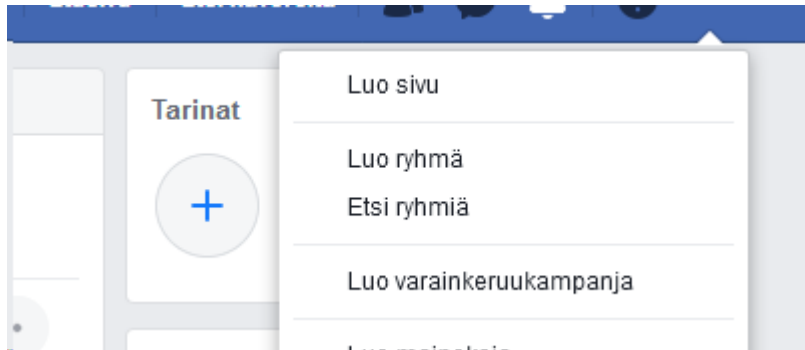 Tarinat
Luo sivu
Luo ryhmä
Etsi ryhmiä
Luo varainkeruukampanja